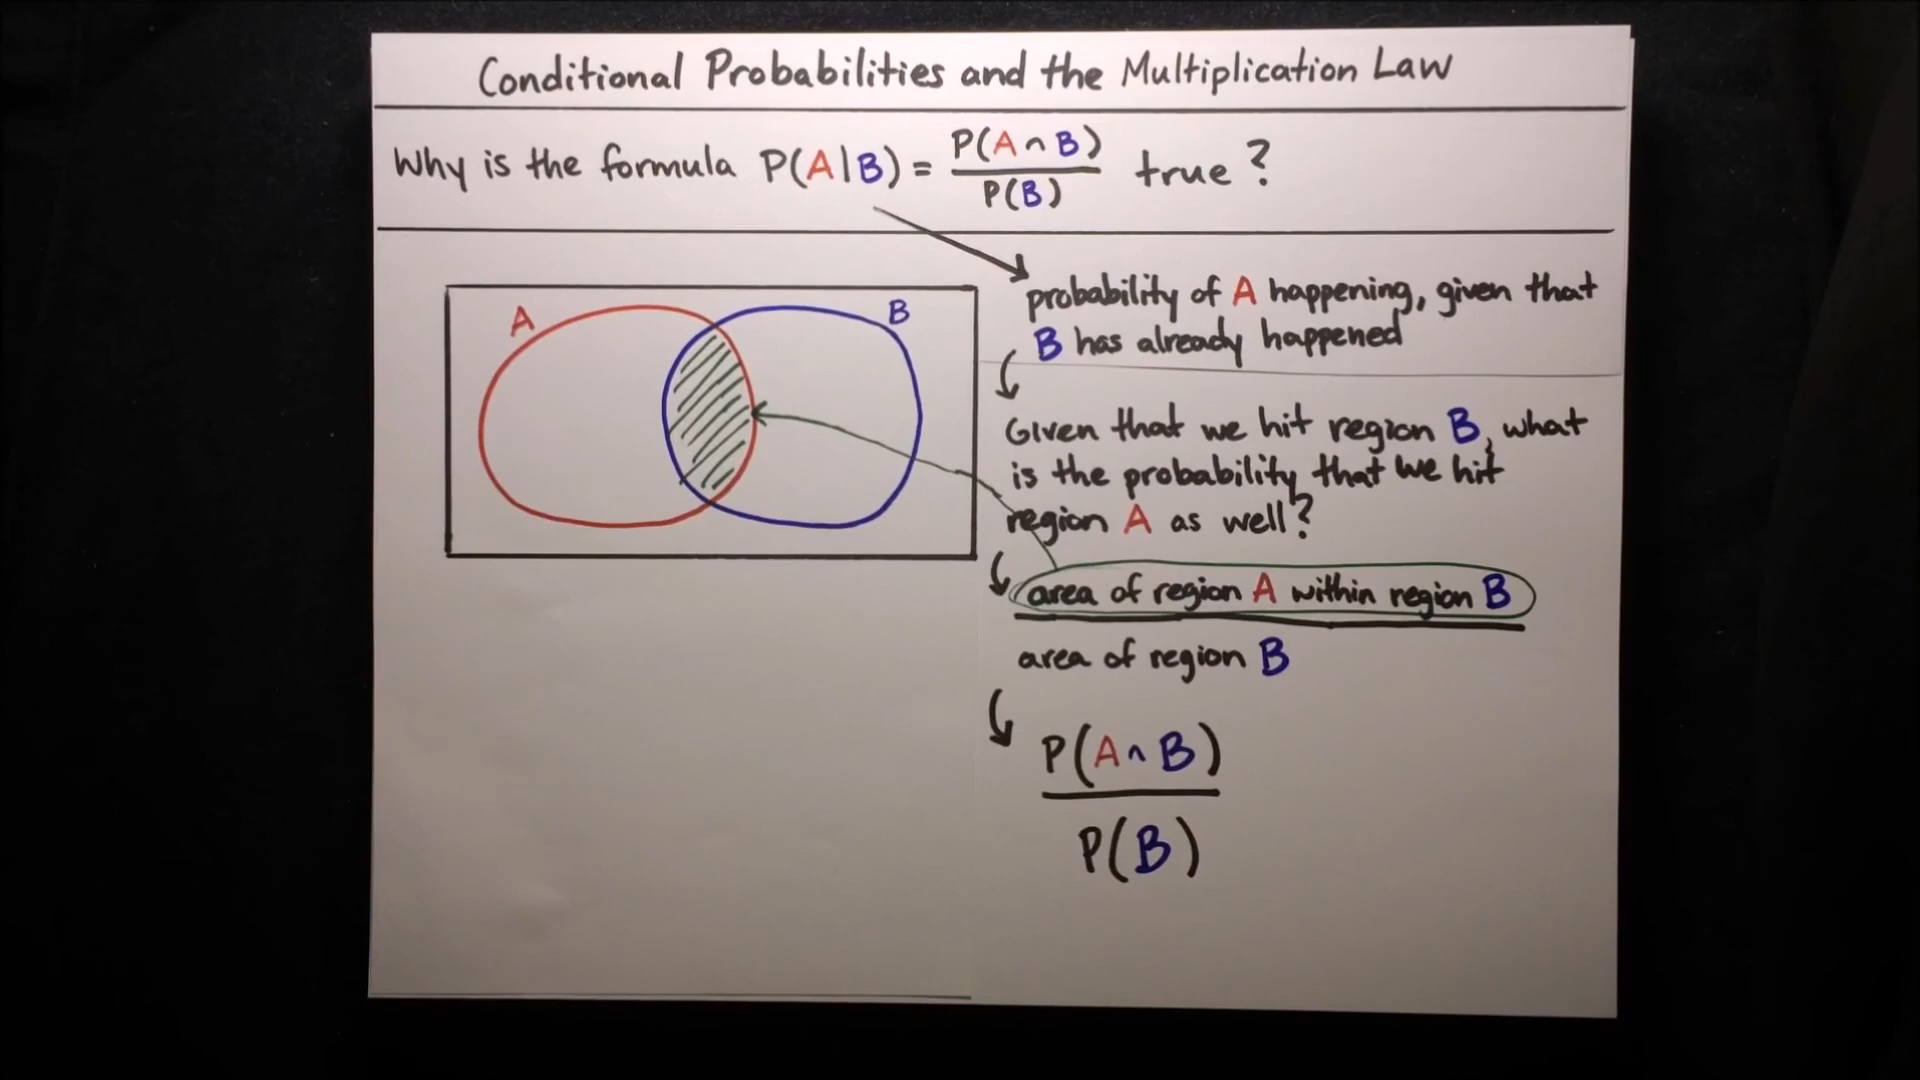 Conditional Probabilities and the Multiplication Law
Why is the formula P(A|B) = P(A∩B) / P(B) true?
A
B
probability of A happening, given that
B has already happened
Given that we hit region B, what
is the probability that we hit
region A as well?
area of region A within region B
area of region B
P(A∩B)
P(B)